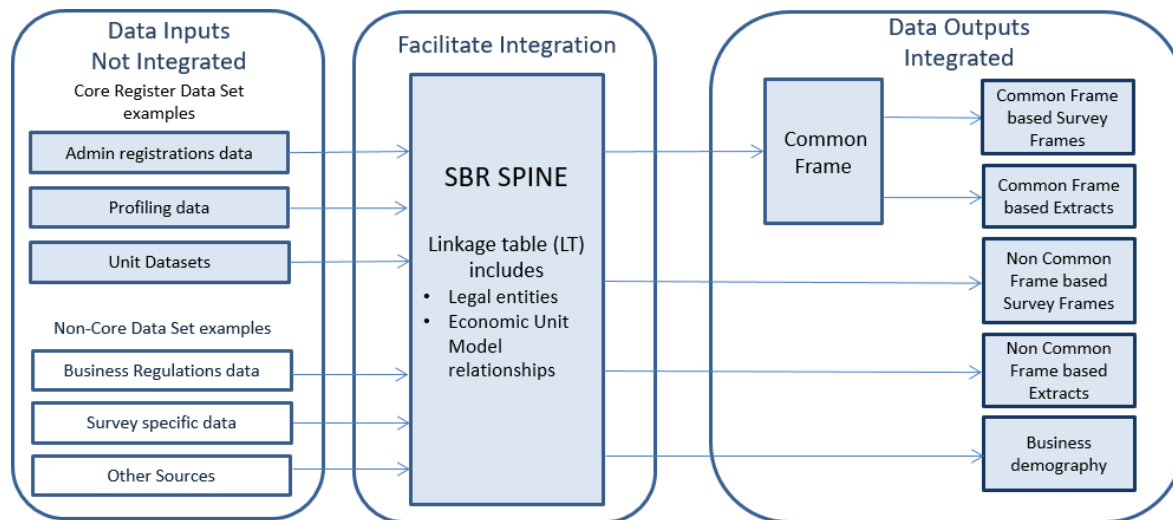 Data Inputs
Not Integrated
Core Register Data Set
examples
Admin registrations data
Profiling data
Unit Datasets
Non-Core Data Set examples
Business Regulations data
Survey specific data
Other Sources
Facilitate Integration
SBR SPINE
Linkage table (LT)
includes
• Legal entities
• Economic Unit
Model
relationships
Data Outputs
Integrated
Common
Frame
Common Frame
based Survey
Frames
Common Frame
based Extracts
Non Common
Frame based
Survey Frames
Non Common
Frame based
Extracts
Business
demography